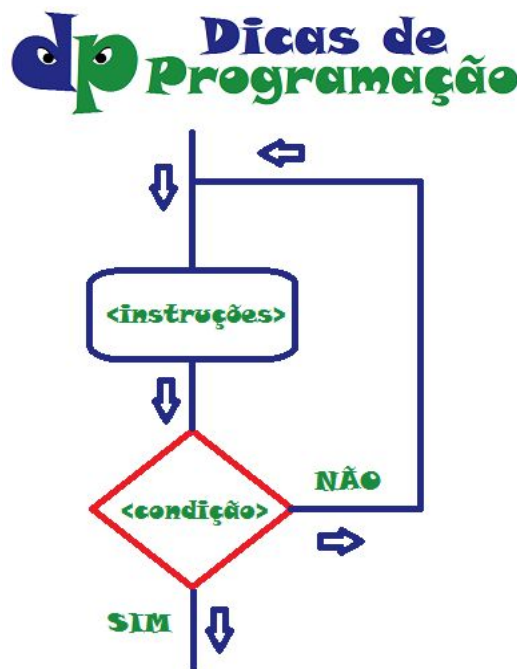 dp Dicas de
Programação
<instruções>
<condição>
NÃO
SIM